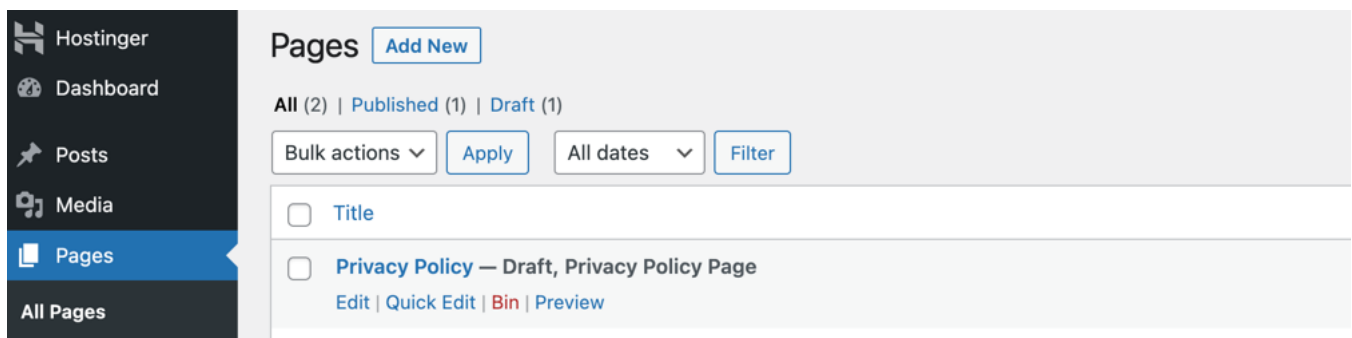 Hostinger
Dashboard
Posts
Media
Pages
All Pages
Pages Add New
All (2) | Published (1) | Draft (1)
Bulk actions Apply All dates Filter
Title
Privacy Policy — Draft, Privacy Policy Page
Edit | Quick Edit | Bin | Preview